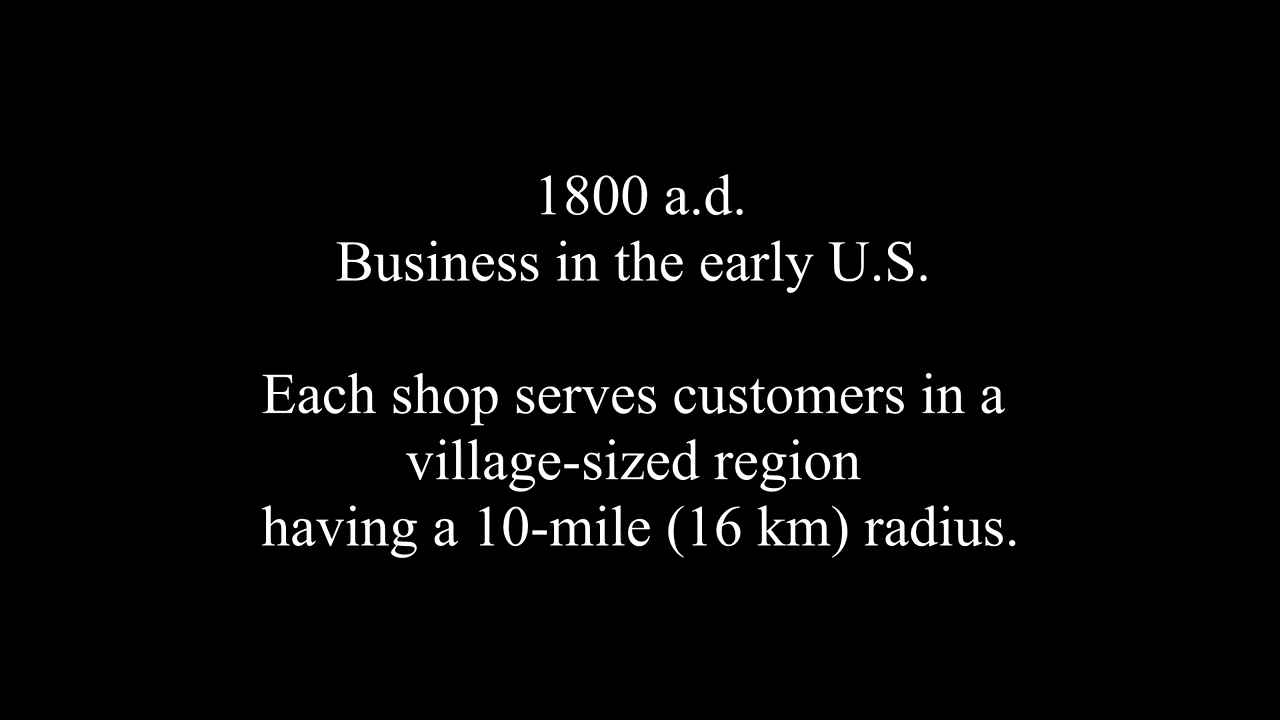 1800 a.d.
Business in the early U.S.
Each shop serves customers in a
village-sized region
having a 10-mile (16 km) radius.